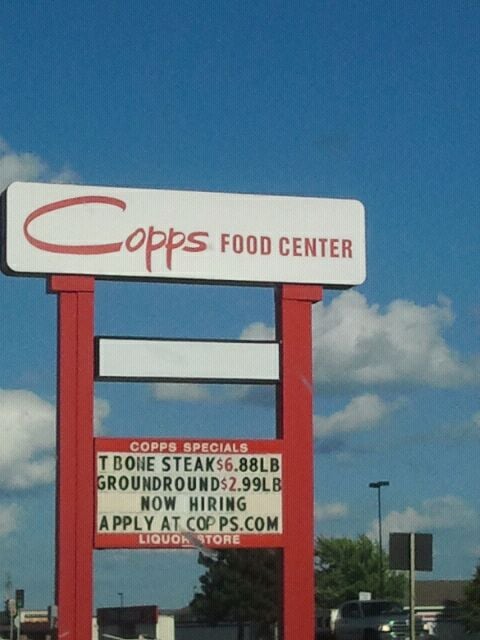 Copps FOOD CENTER
COPPS SPECIALS
T BONE STEAK $6.88LB
GROUNDROUND $2.99LB
NOW HIRING
APPLY AT COPPS.COM
LIQUOR STORE